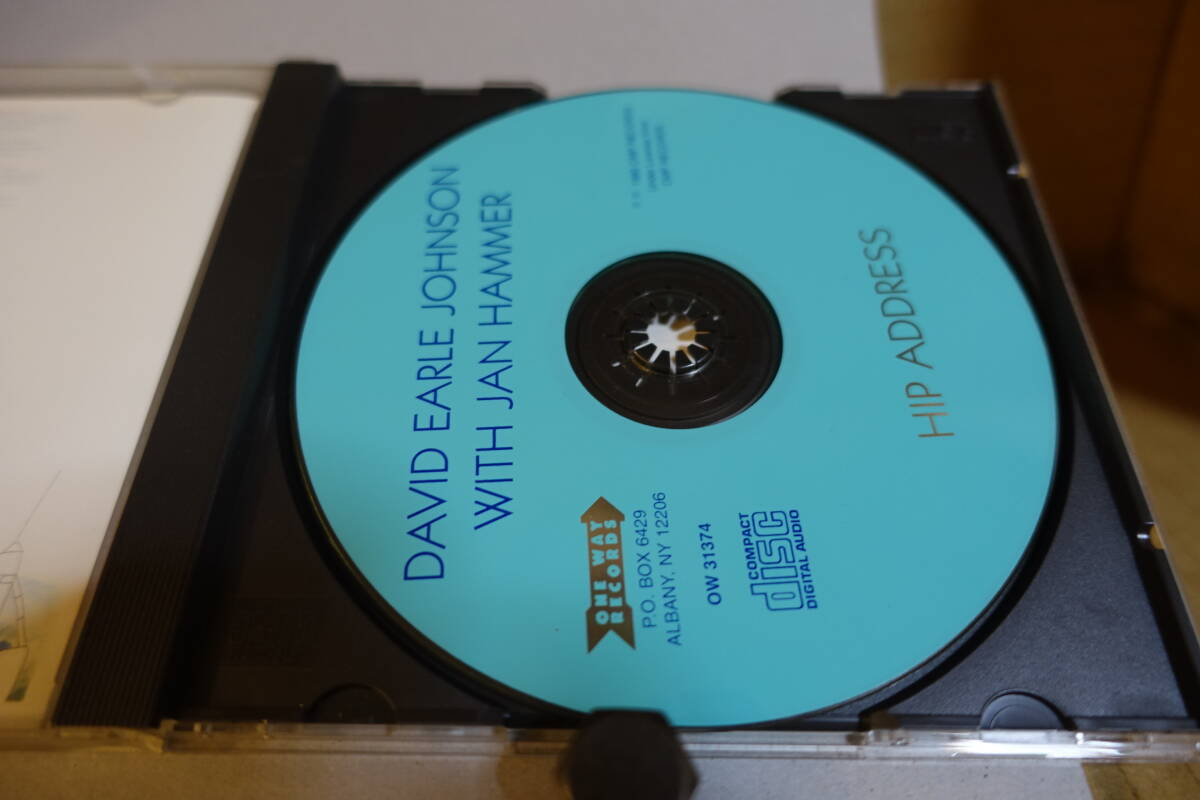 DAVID EARLE JOHNSON
WITH JAN HAMMER
HIP ADDRESS
ONE WAY
RECORDS
P.O. BOX 6429
ALBANY, NY 12206
OW 31374
COMPACT
disc
DIGITAL AUDIO